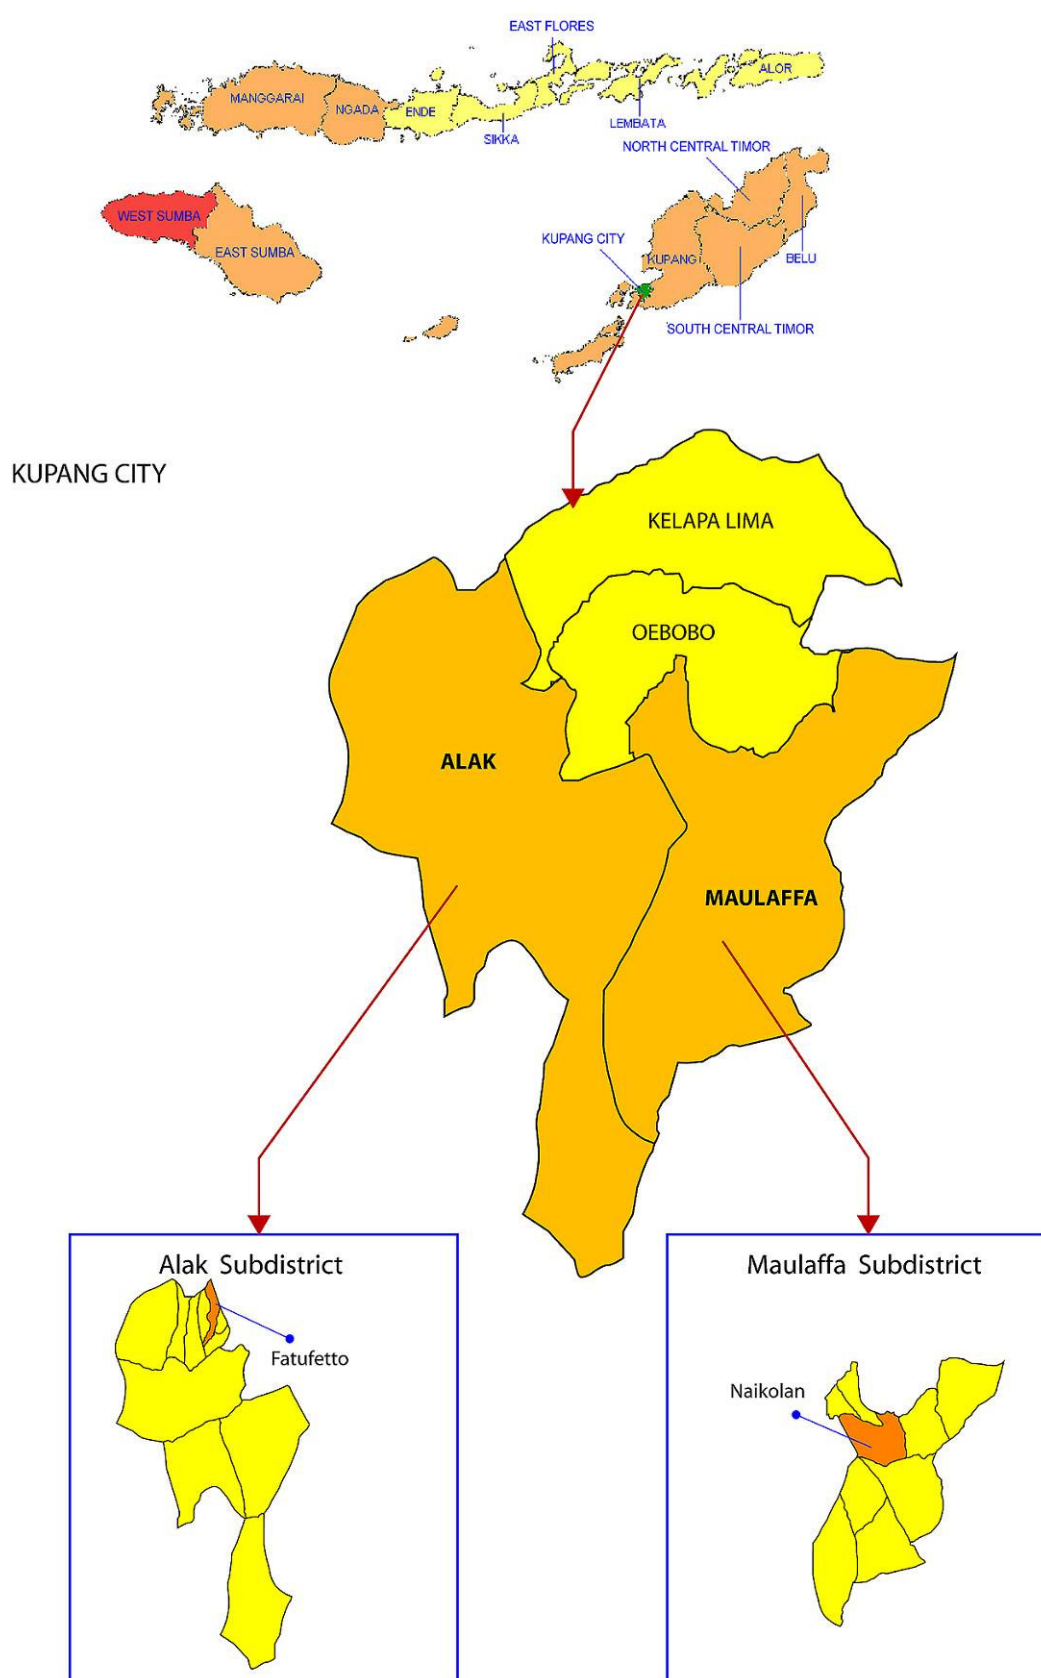 EAST FLORES
ALOR
MANGGARAI
NGADA
ENDE
LEMBATA
SIKKA
NORTH CENTRAL TIMOR
WEST SUMBA
KUPANG CITY
EAST SUMBA
KUPANG
BELU
SOUTH CENTRAL TIMOR
KUPANG CITY
KELAPA LIMA
OEBOBO
ALAK
MAULAFFA
Alak Subdistrict
Fatufetto
Maulaffa Subdistrict
Naikolan